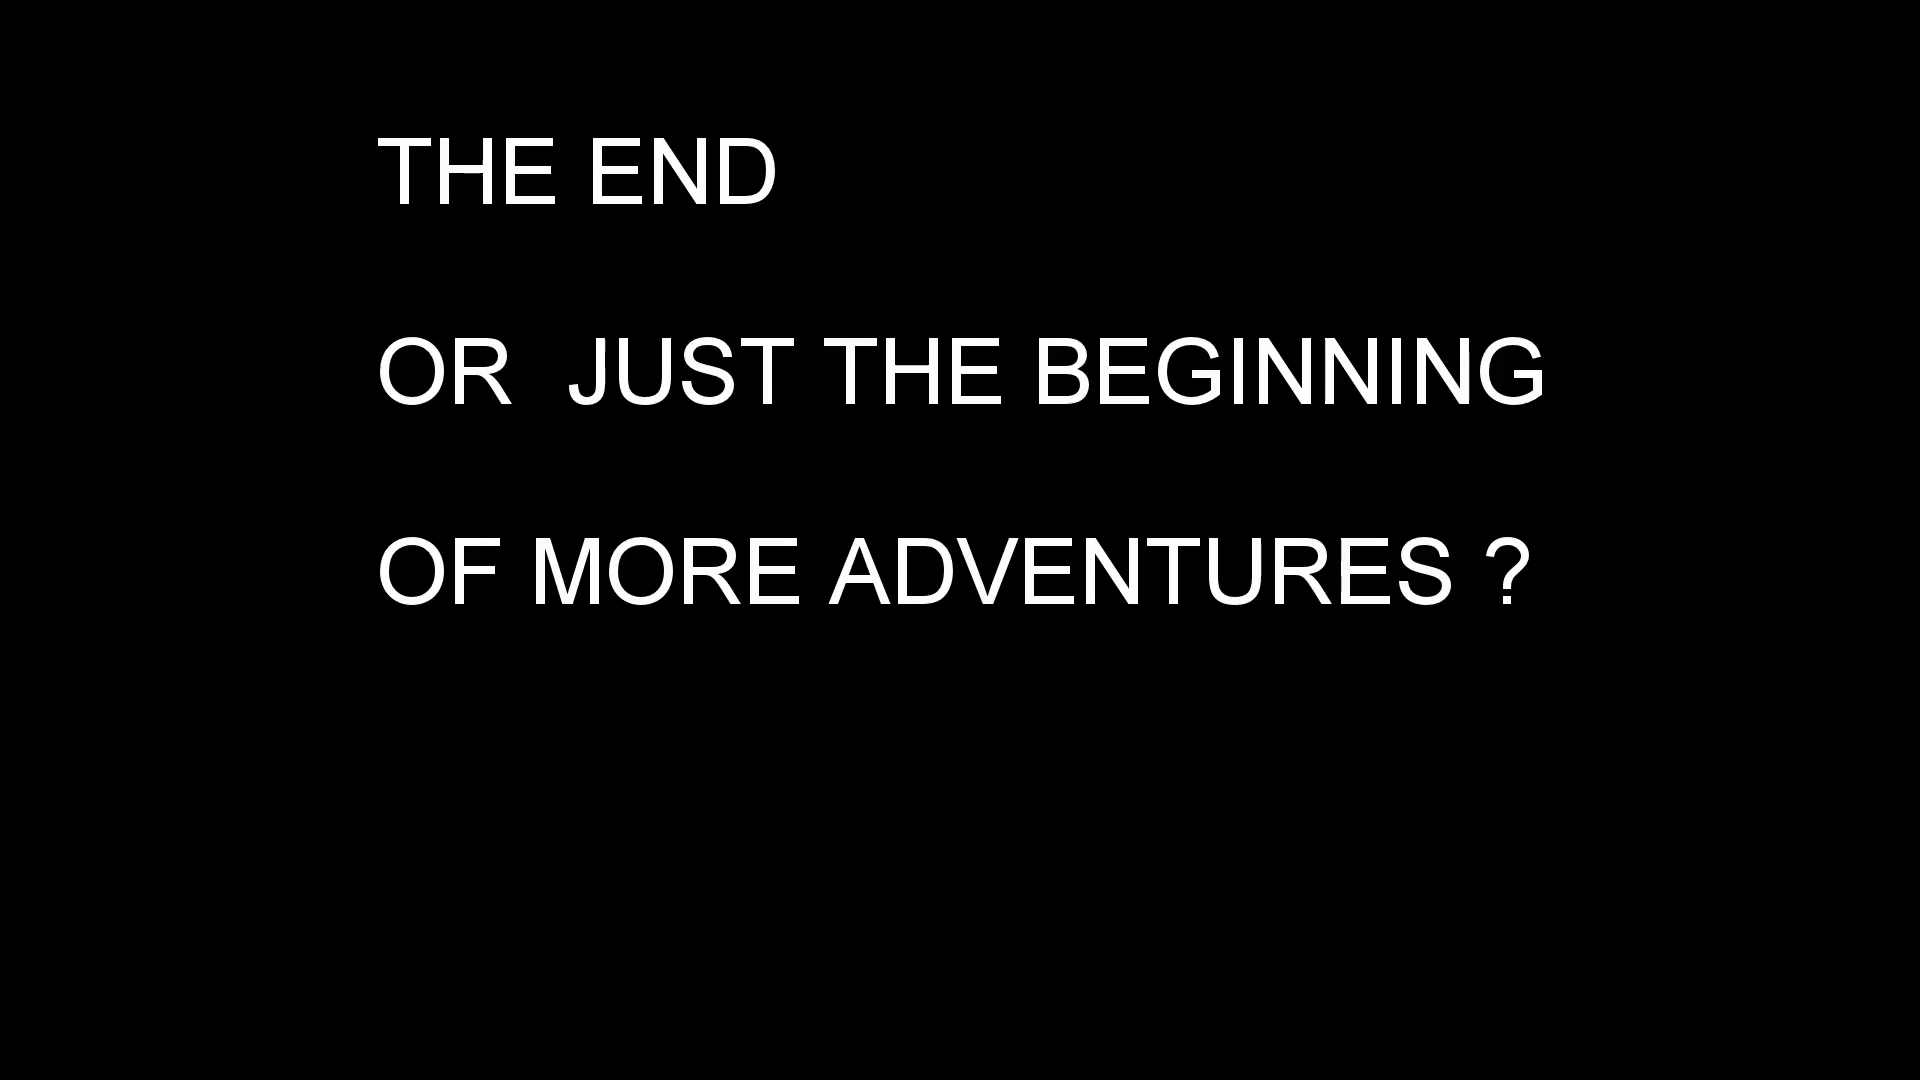 THE END
OR  JUST THE BEGINNING
OF MORE ADVENTURES ?